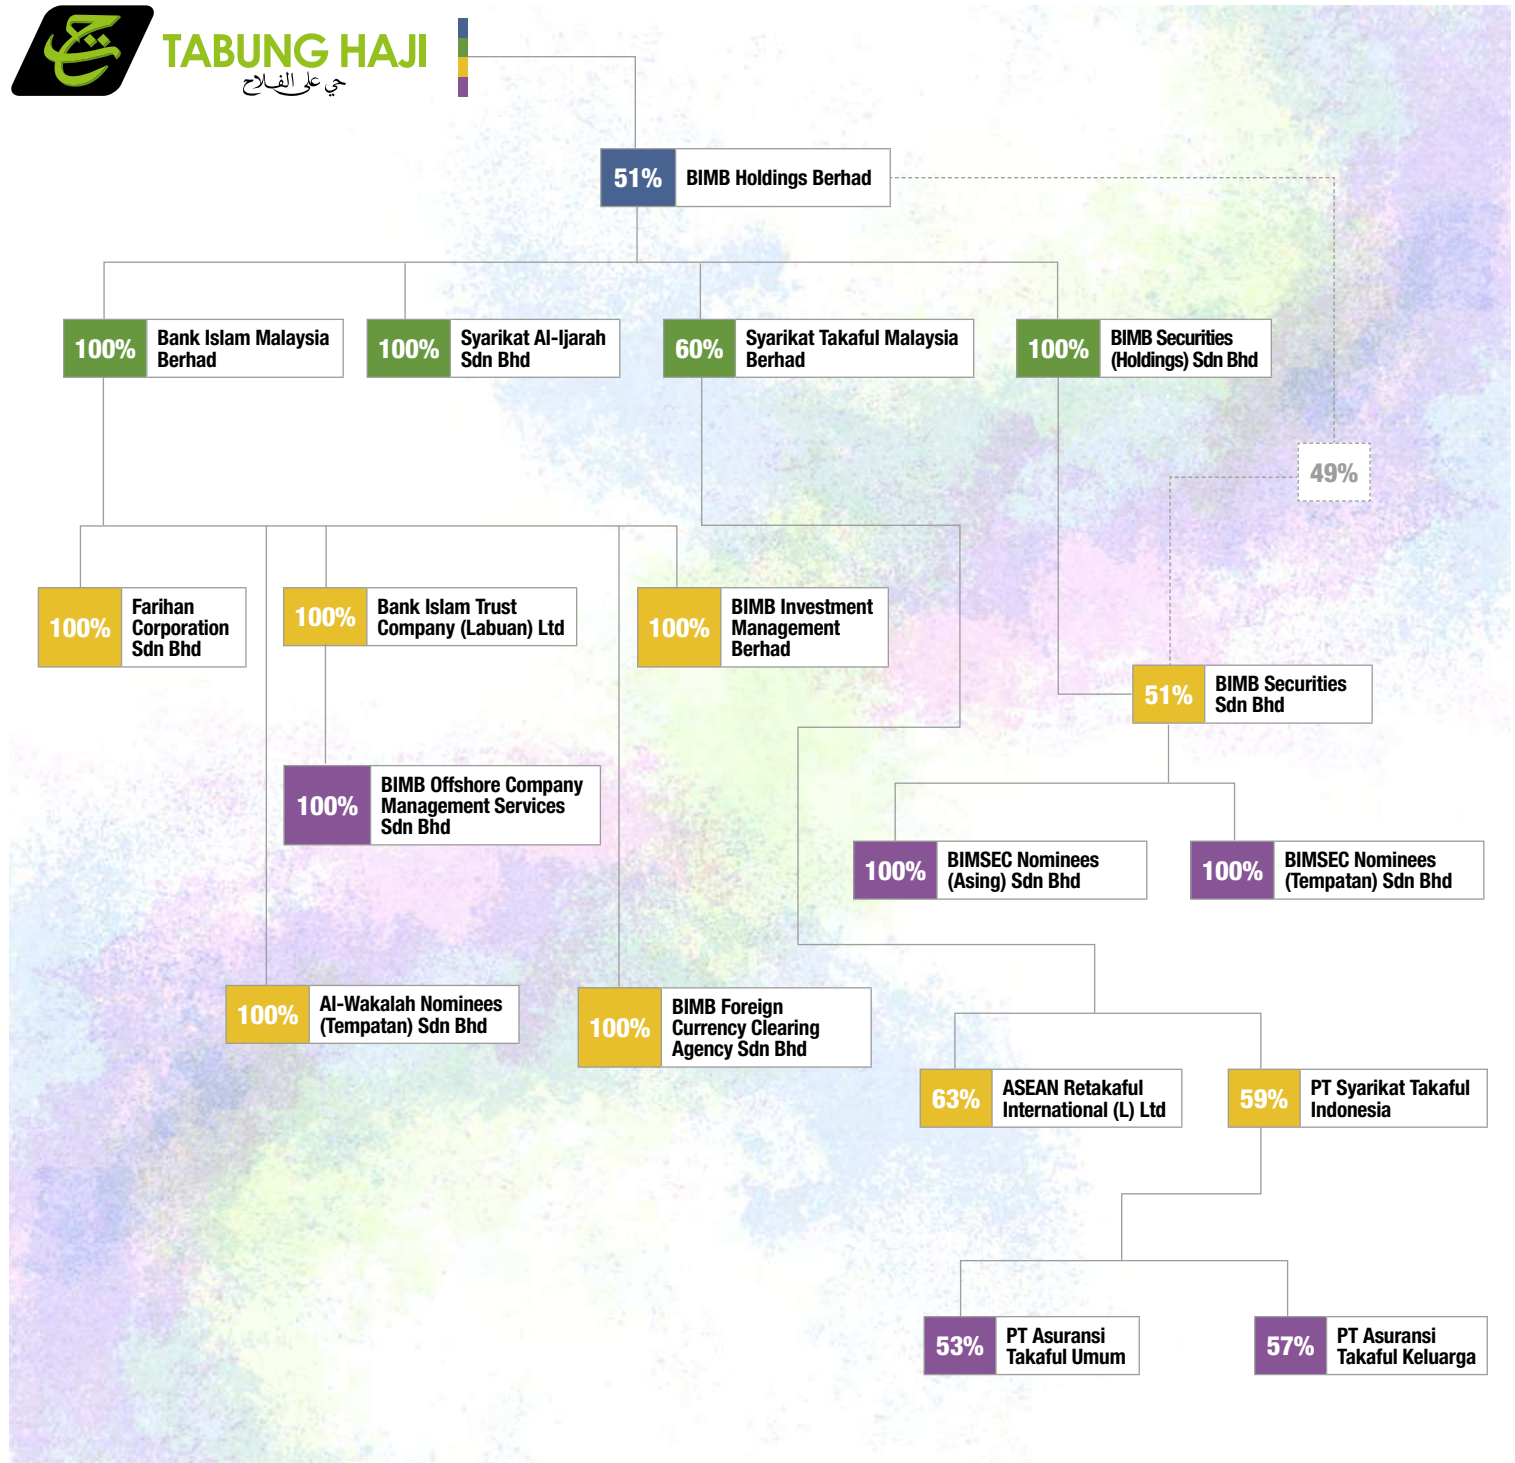 TABUNG HAJI
حي على الفلاح
51%
BIMB Holdings Berhad
100%
Bank Islam Malaysia
Berhad
100%
Syarikat Al-Ijarah
Sdn Bhd
60%
Syarikat Takaful Malaysia
Berhad
100%
BIMB Securities
(Holdings) Sdn Bhd
49%
100%
Farihan
Corporation
Sdn Bhd
100%
Bank Islam Trust
Company (Labuan) Ltd
100%
BIMB Investment
Management
Berhad
51%
BIMB Securities
Sdn Bhd
100%
BIMB Offshore Company
Management Services
Sdn Bhd
100%
BIMSEC Nominees
(Asing) Sdn Bhd
100%
BIMSEC Nominees
(Tempatan) Sdn Bhd
100%
Al-Wakalah Nominees
(Tempatan) Sdn Bhd
100%
BIMB Foreign
Currency Clearing
Agency Sdn Bhd
63%
ASEAN Retakaful
International (L) Ltd
59%
PT Syarikat Takaful
Indonesia
53%
PT Asuransi
Takaful Umum
57%
PT Asuransi
Takaful Keluarga